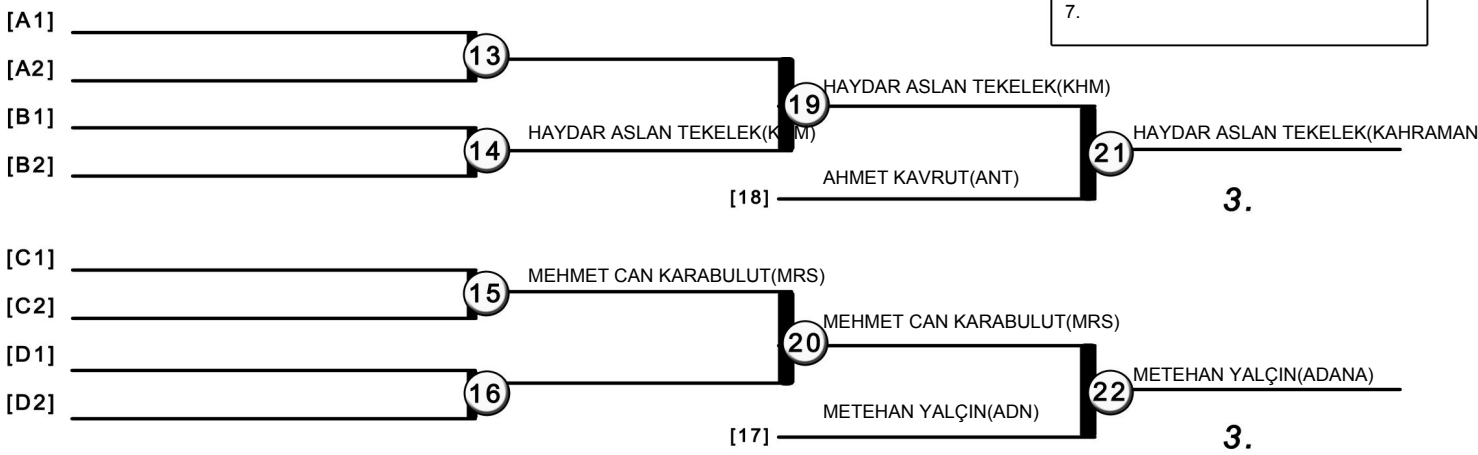 7.
[A1]
13
[A2]
19
HAYDAR ASLAN TEKELEK(KHM)
[B1]
14
HAYDAR ASLAN TEKELEK(KHM)
21
HAYDAR ASLAN TEKELEK(KAHRAMAN
[B2]
[18]
AHMET KAVRUT(ANT)
3.
[C1]
15
MEHMET CAN KARABULUT(MRS)
[C2]
20
MEHMET CAN KARABULUT(MRS)
[D1]
16
22
METEHAN YALÇIN(ADANA)
[D2]
[17]
METEHAN YALÇIN(ADN)
3.